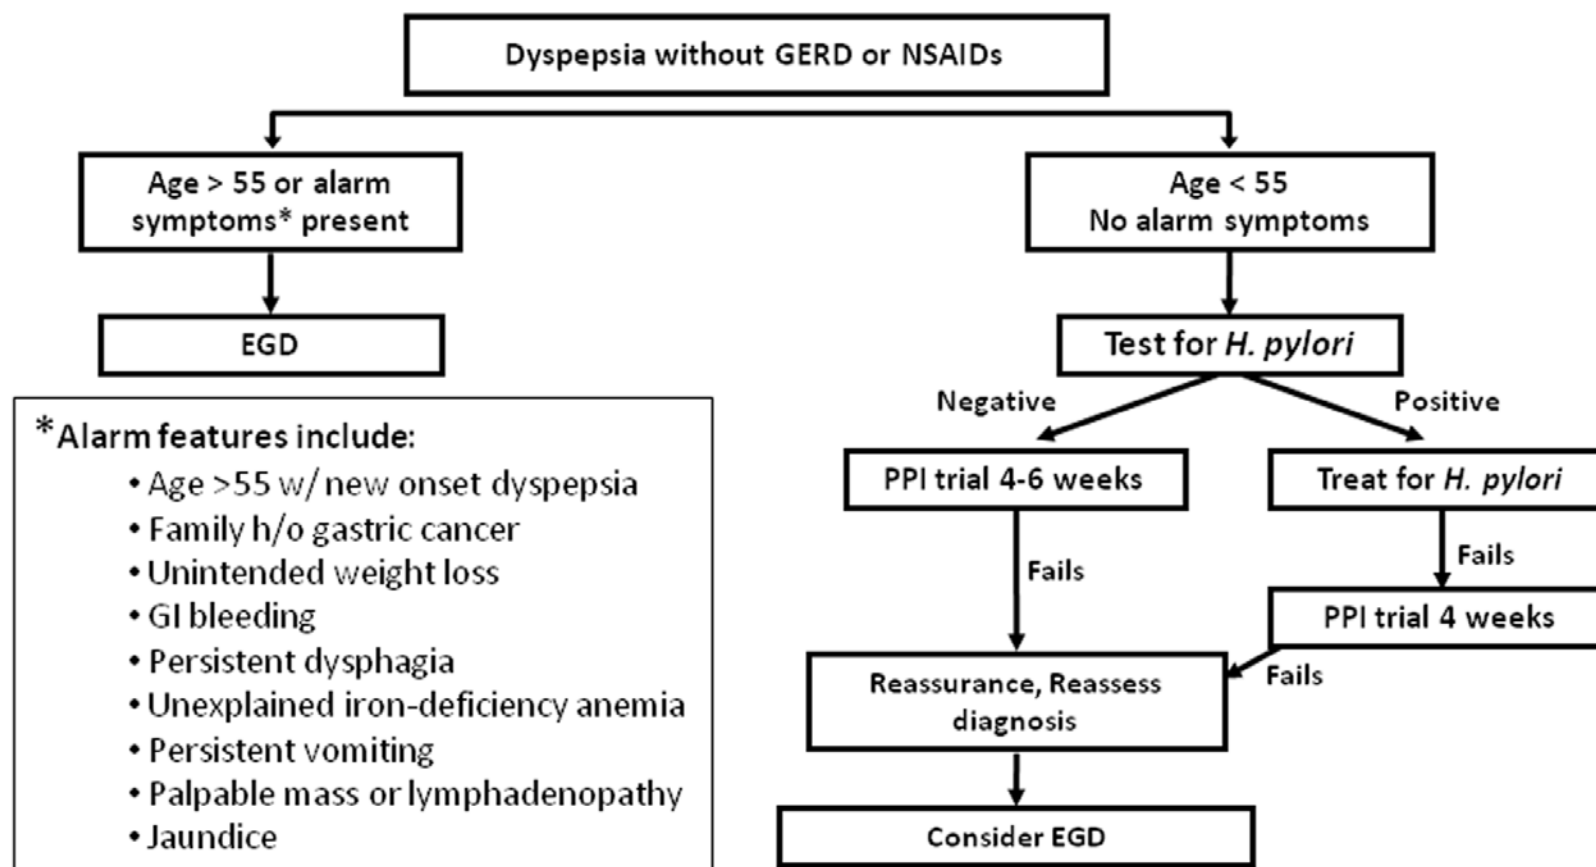 Dyspepsia without GERD or NSAIDs
Age > 55 or alarm
symptoms* present
Age < 55
No alarm symptoms
EGD
Test for H. pylori
Negative
Positive
PPI trial 4-6 weeks
Treat for H. pylori
Fails
Fails
PPI trial 4 weeks
Fails
Reassurance, Reassess
diagnosis
Consider EGD
*Alarm features include:
• Age >55 w/ new onset dyspepsia
• Family h/o gastric cancer
• Unintended weight loss
• GI bleeding
• Persistent dysphagia
• Unexplained iron-deficiency anemia
• Persistent vomiting
• Palpable mass or lymphadenopathy
• Jaundice